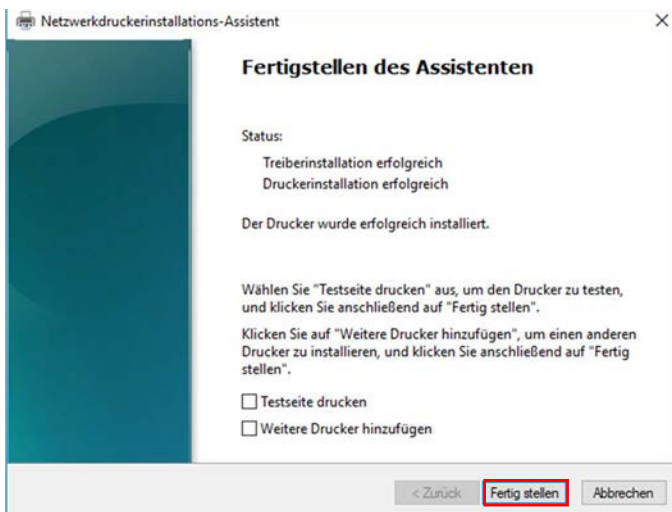 Netzwerkdruckerinstallations-Assistent
Fertigstellen des Assistenten
Status:
Treiberinstallation erfolgreich
Druckerinstallation erfolgreich
Der Drucker wurde erfolgreich installiert.
Wählen Sie "Testseite drucken" aus, um den Drucker zu testen,
und klicken Sie anschließend auf "Fertig stellen".
Klicken Sie auf "Weitere Drucker hinzufügen", um einen anderen
Drucker zu installieren, und klicken Sie anschließend auf "Fertig
stellen".
Testseite drucken
Weitere Drucker hinzufügen
< Zurück Fertig stellen Abbrechen